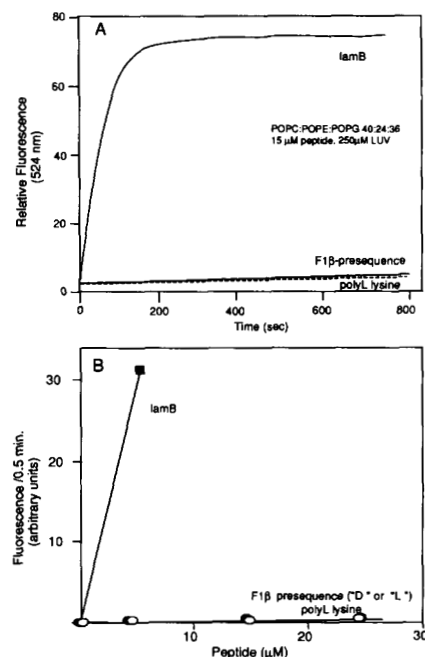 A
80
60
40
20
0
Relative Fluorescence
(524 nm)
lamB
POPC:POPE:POPG 40:24:36
15 µM peptide, 250µM LUV
F1β-presequence
polyL lysine
0 200 400 600 800
Time (sec)
B
30
20
10
0
Fluorescence /0.5 min.
(arbitrary units)
lamB
F1β presequence ("D" or "L")
polyL lysine
10 20 30
Peptide (µM)